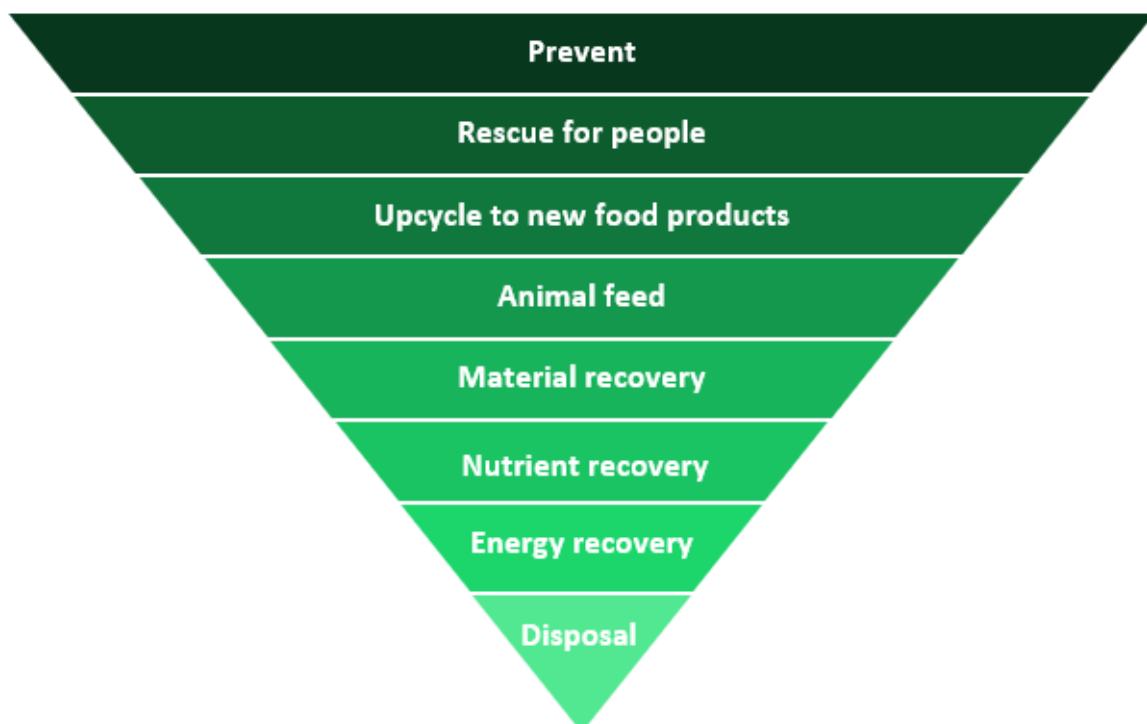 Prevent
Rescue for people
Upcycle to new food products
Animal feed
Material recovery
Nutrient recovery
Energy recovery
Disposal